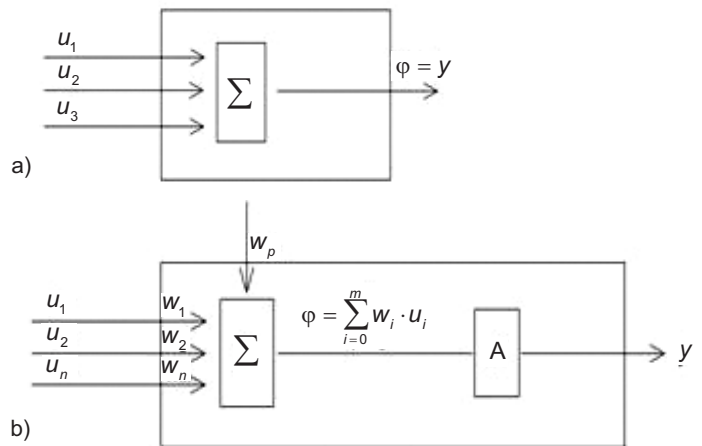 u₁
u₂
u₃
∑
φ = y
a)
wₚ
u₁ w₁
u₂ w₂
uₙ wₙ
∑
φ = ∑_{i=0}^{m} wᵢ · uᵢ
A
y
b)